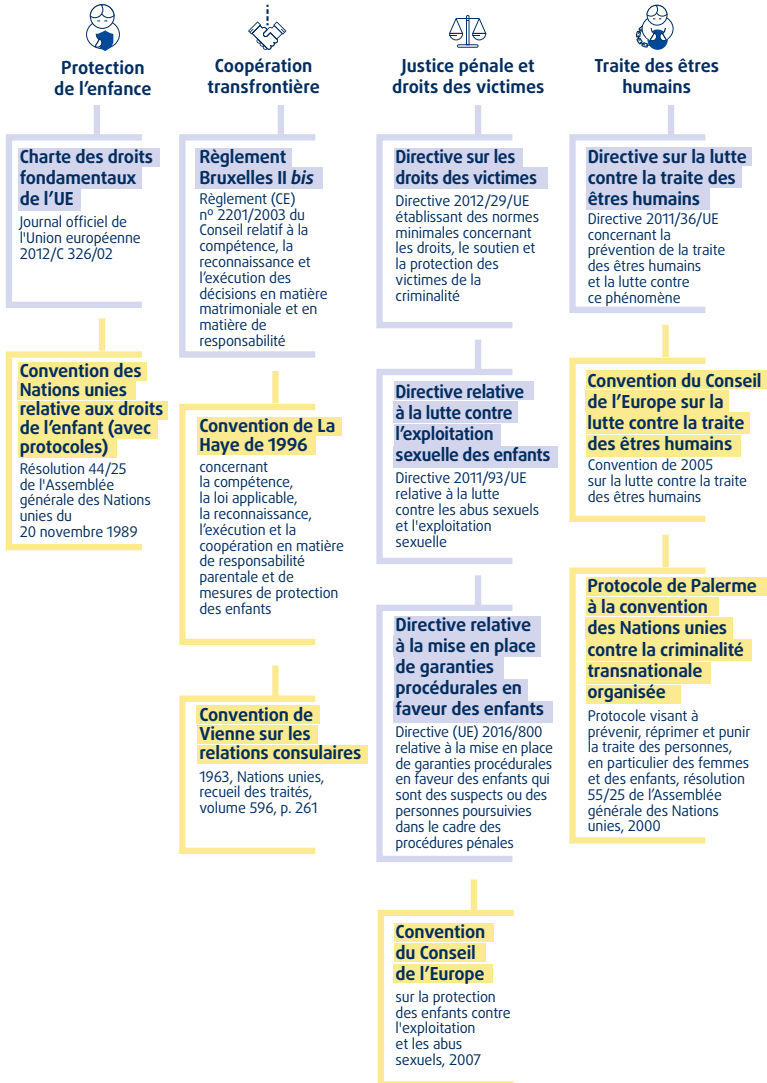 Protection
de l'enfance
Charte des droits
fondamentaux
de l'UE
Journal officiel de
l'Union européenne
2012/C 326/02
Convention des
Nations unies
relative aux droits
de l'enfant (avec
protocoles)
Résolution 44/25
de l'Assemblée
générale des Nations
unies du
20 novembre 1989
Coopération
transfrontière
Règlement
Bruxelles II bis
Règlement (CE)
nº 2201/2003 du
Conseil relatif à la
compétence, la
reconnaissance et
l'exécution des
décisions en matière
matrimoniale et en
matière de
responsabilité
Convention de La
Haye de 1996
concernant
la compétence,
la loi applicable,
la reconnaissance,
l'exécution et la
coopération en matière
de responsabilité
parentale et de
mesures de protection
des enfants
Convention de
Vienne sur les
relations consulaires
1963, Nations unies,
recueil des traités,
volume 596, p. 261
Justice pénale et
droits des victimes
Directive sur les
droits des victimes
Directive 2012/29/UE
établissant des normes
minimales concernant
les droits, le soutien et
la protection des
victimes de la
criminalité
Directive relative
à la lutte contre
l'exploitation
sexuelle des enfants
Directive 2011/93/UE
relative à la lutte
contre les abus sexuels
et l'exploitation
sexuelle
Directive relative
à la mise en place
de garanties
procédurales en
faveur des enfants
Directive (UE) 2016/800
relative à la mise en place
de garanties procédurales
en faveur des enfants qui
sont des suspects ou des
personnes poursuivies
dans le cadre des
procédures pénales
Convention
du Conseil
de l'Europe
sur la protection
des enfants contre
l'exploitation
et les abus
sexuels, 2007
Traite des êtres
humains
Directive sur la lutte
contre la traite des
êtres humains
Directive 2011/36/UE
concernant la
prévention de la traite
des êtres humains
et la lutte contre
ce phénomène
Convention du Conseil
de l'Europe sur la
lutte contre la traite
des êtres humains
Convention de 2005
sur la lutte contre la traite
des êtres humains
Protocole de Palerme
à la convention
des Nations unies
contre la criminalité
transnationale
organisée
Protocole visant à
prévenir, réprimer et punir
la traite des personnes,
en particulier des femmes
et des enfants, résolution
55/25 de l'Assemblée
générale des Nations
unies, 2000